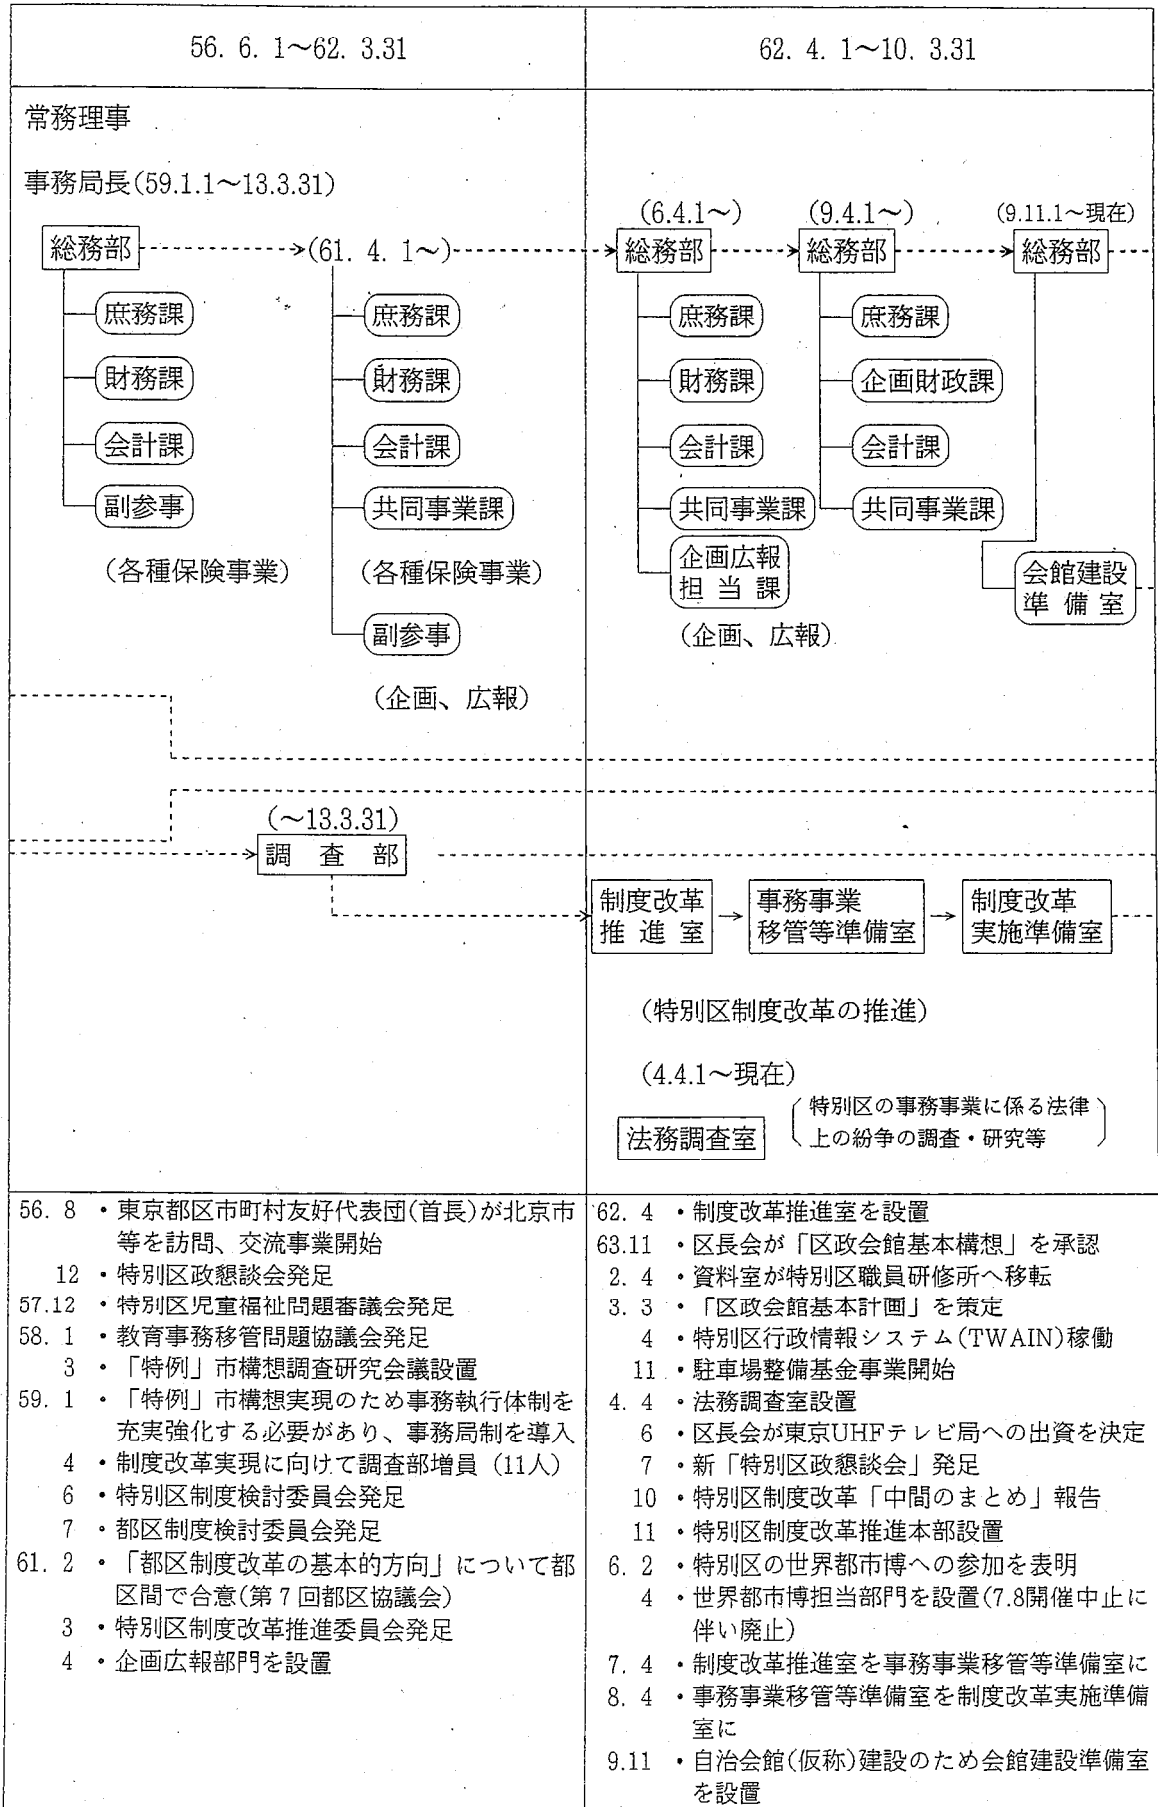 56. 6. 1～62. 3.31
62. 4. 1～10. 3.31
常務理事
事務局長(59.1.1～13.3.31)
総務部
庶務課
財務課
会計課
副参事
(各種保険事業)
(61. 4. 1～)
庶務課
財務課
会計課
共同事業課
(各種保険事業)
副参事
(企画、広報)
(6.4.1～)
総務部
庶務課
財務課
会計課
共同事業課
企画広報
担当課
(企画、広報)
(9.4.1～)
総務部
庶務課
企画財政課
会計課
共同事業課
(9.11.1～現在)
総務部
会館建設
準備室
(～13.3.31)
調査部
制度改革
推進室
事務事業
移管等準備室
制度改革
実施準備室
(特別区制度改革の推進)
(4.4.1～現在)
法務調査室
(特別区の事務事業に係る法律
上の紛争の調査・研究等)
56. 8 ・東京都区市町村友好代表団(首長)が北京市
等を訪問、交流事業開始
12 ・特別区政懇談会発足
57.12 ・特別区児童福祉問題審議会発足
58. 1 ・教育事務移管問題協議会発足
3 ・「特例」市構想調査研究会議設置
59. 1 ・「特例」市構想実現のため事務執行体制を
充実強化する必要があり、事務局制を導入
4 ・制度改革実現に向けて調査部増員 (11人)
6 ・特別区制度検討委員会発足
7 ・都区制度検討委員会発足
61. 2 ・「都区制度改革の基本的方向」について都
区間で合意(第7回都区協議会)
3 ・特別区制度改革推進委員会発足
4 ・企画広報部門を設置
62. 4 ・制度改革推進室を設置
63.11 ・区長会が「区政会館基本構想」を承認
2. 4 ・資料室が特別区職員研修所へ移転
3. 3 ・「区政会館基本計画」を策定
4 ・特別区行政情報システム(TWAIN)稼働
11 ・駐車場整備基金事業開始
4. 4 ・法務調査室設置
6 ・区長会が東京UHFテレビ局への出資を決定
7 ・新「特別区政懇談会」発足
10 ・特別区制度改革「中間のまとめ」報告
11 ・特別区制度改革推進本部設置
6. 2 ・特別区の世界都市博への参加を表明
4 ・世界都市博担当部門を設置(7.8開催中止に
伴い廃止)
7. 4 ・制度改革推進室を事務事業移管等準備室に
8. 4 ・事務事業移管等準備室を制度改革実施準備
室に
9.11 ・自治会館(仮称)建設のため会館建設準備室
を設置